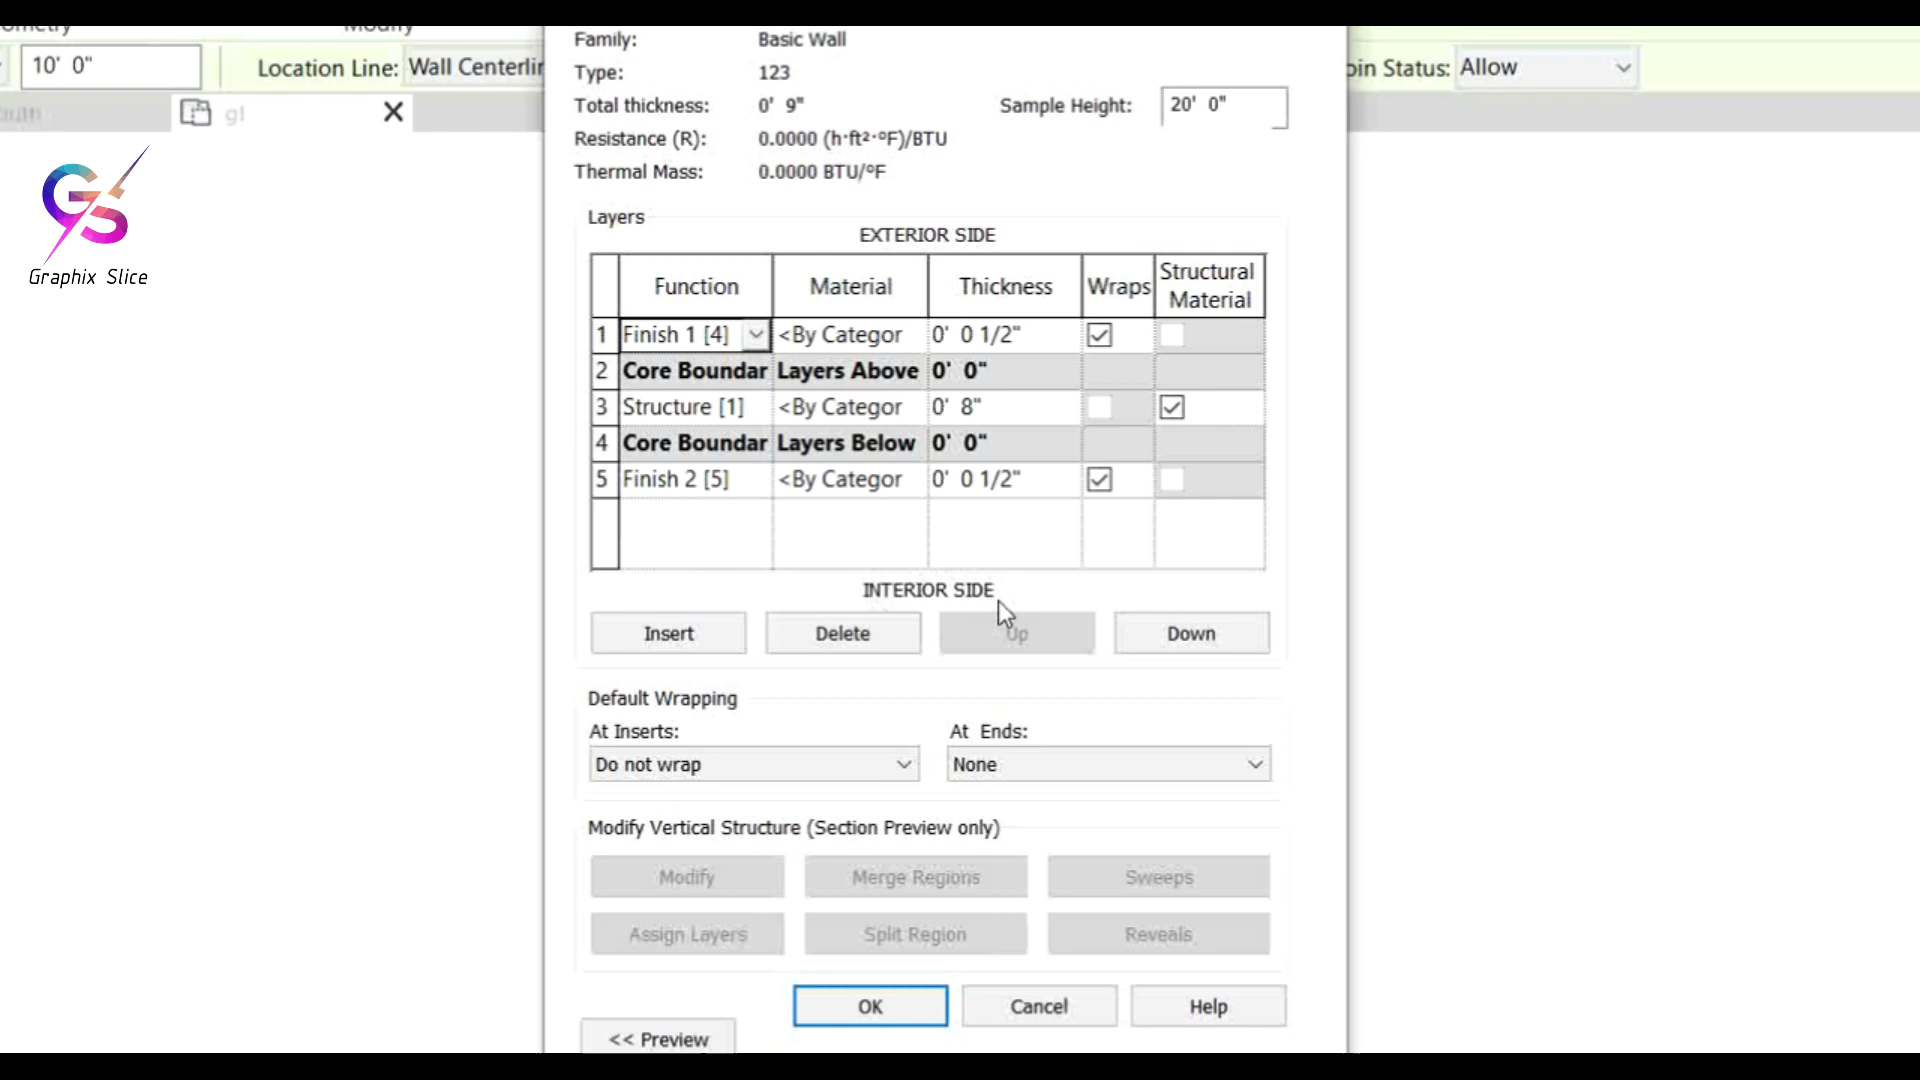 Modify
10' 0"
Location Line: Wall Centerlin
Join Status: Allow
gf
Graphix Slice
Family: Basic Wall
Type: 123
Total thickness: 0' 9" Sample Height: 20' 0"
Resistance (R): 0.0000 (h·ft²·°F)/BTU
Thermal Mass: 0.0000 BTU/°F
Layers
EXTERIOR SIDE
Function Material Thickness Wraps Structural Material
1 Finish 1 [4] <By Categor 0' 0 1/2"
2 Core Boundar Layers Above 0' 0"
3 Structure [1] <By Categor 0' 8"
4 Core Boundar Layers Below 0' 0"
5 Finish 2 [5] <By Categor 0' 0 1/2"
INTERIOR SIDE
Insert Delete Up Down
Default Wrapping
At Inserts: At Ends:
Do not wrap None
Modify Vertical Structure (Section Preview only)
Modify Merge Regions Sweeps
Assign Layers Split Region Reveals
OK Cancel Help
<< Preview